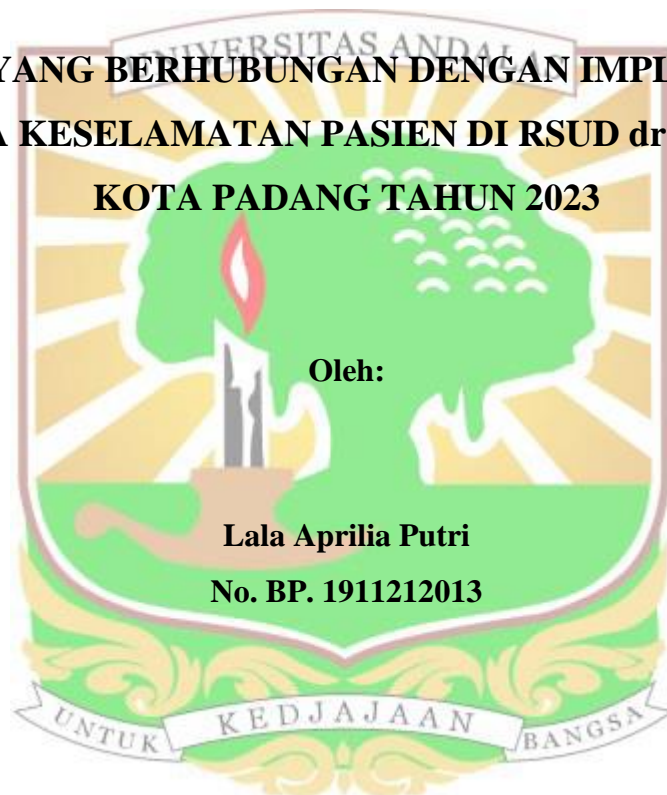 UNIVERSITAS ANDALAS
YANG BERHUBUNGAN DENGAN IMPL
A KESELAMATAN PASIEN DI RSUD dr
KOTA PADANG TAHUN 2023
Oleh:
Lala Aprilia Putri
No. BP. 1911212013
UNTUK KEDJAJAAN BANGSA